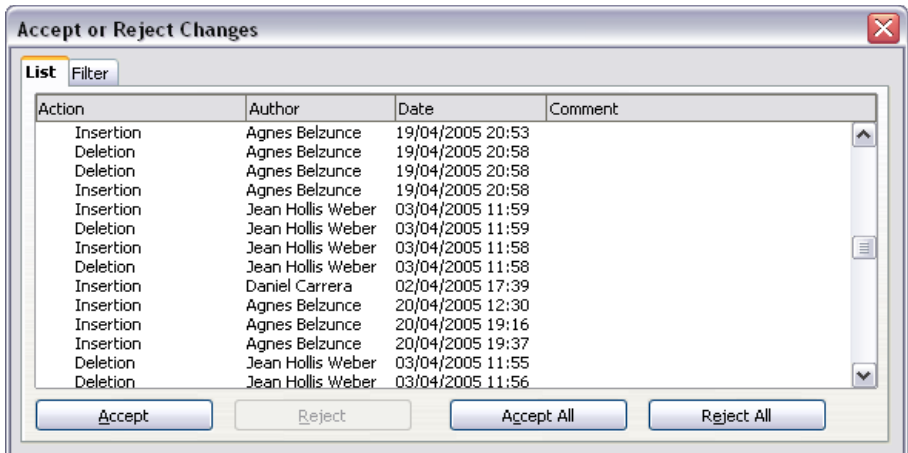 Accept or Reject Changes
List Filter
Action Author Date Comment
Insertion Agnes Belzunce 19/04/2005 20:53
Deletion Agnes Belzunce 19/04/2005 20:58
Deletion Agnes Belzunce 19/04/2005 20:58
Insertion Agnes Belzunce 19/04/2005 20:58
Insertion Jean Hollis Weber 03/04/2005 11:59
Deletion Jean Hollis Weber 03/04/2005 11:59
Insertion Jean Hollis Weber 03/04/2005 11:58
Deletion Jean Hollis Weber 03/04/2005 11:58
Insertion Daniel Carrera 02/04/2005 17:39
Insertion Agnes Belzunce 20/04/2005 12:30
Insertion Agnes Belzunce 20/04/2005 19:16
Insertion Agnes Belzunce 20/04/2005 19:37
Deletion Jean Hollis Weber 03/04/2005 11:55
Deletion Jean Hollis Weber 03/04/2005 11:56
Accept Reject Accept All Reject All